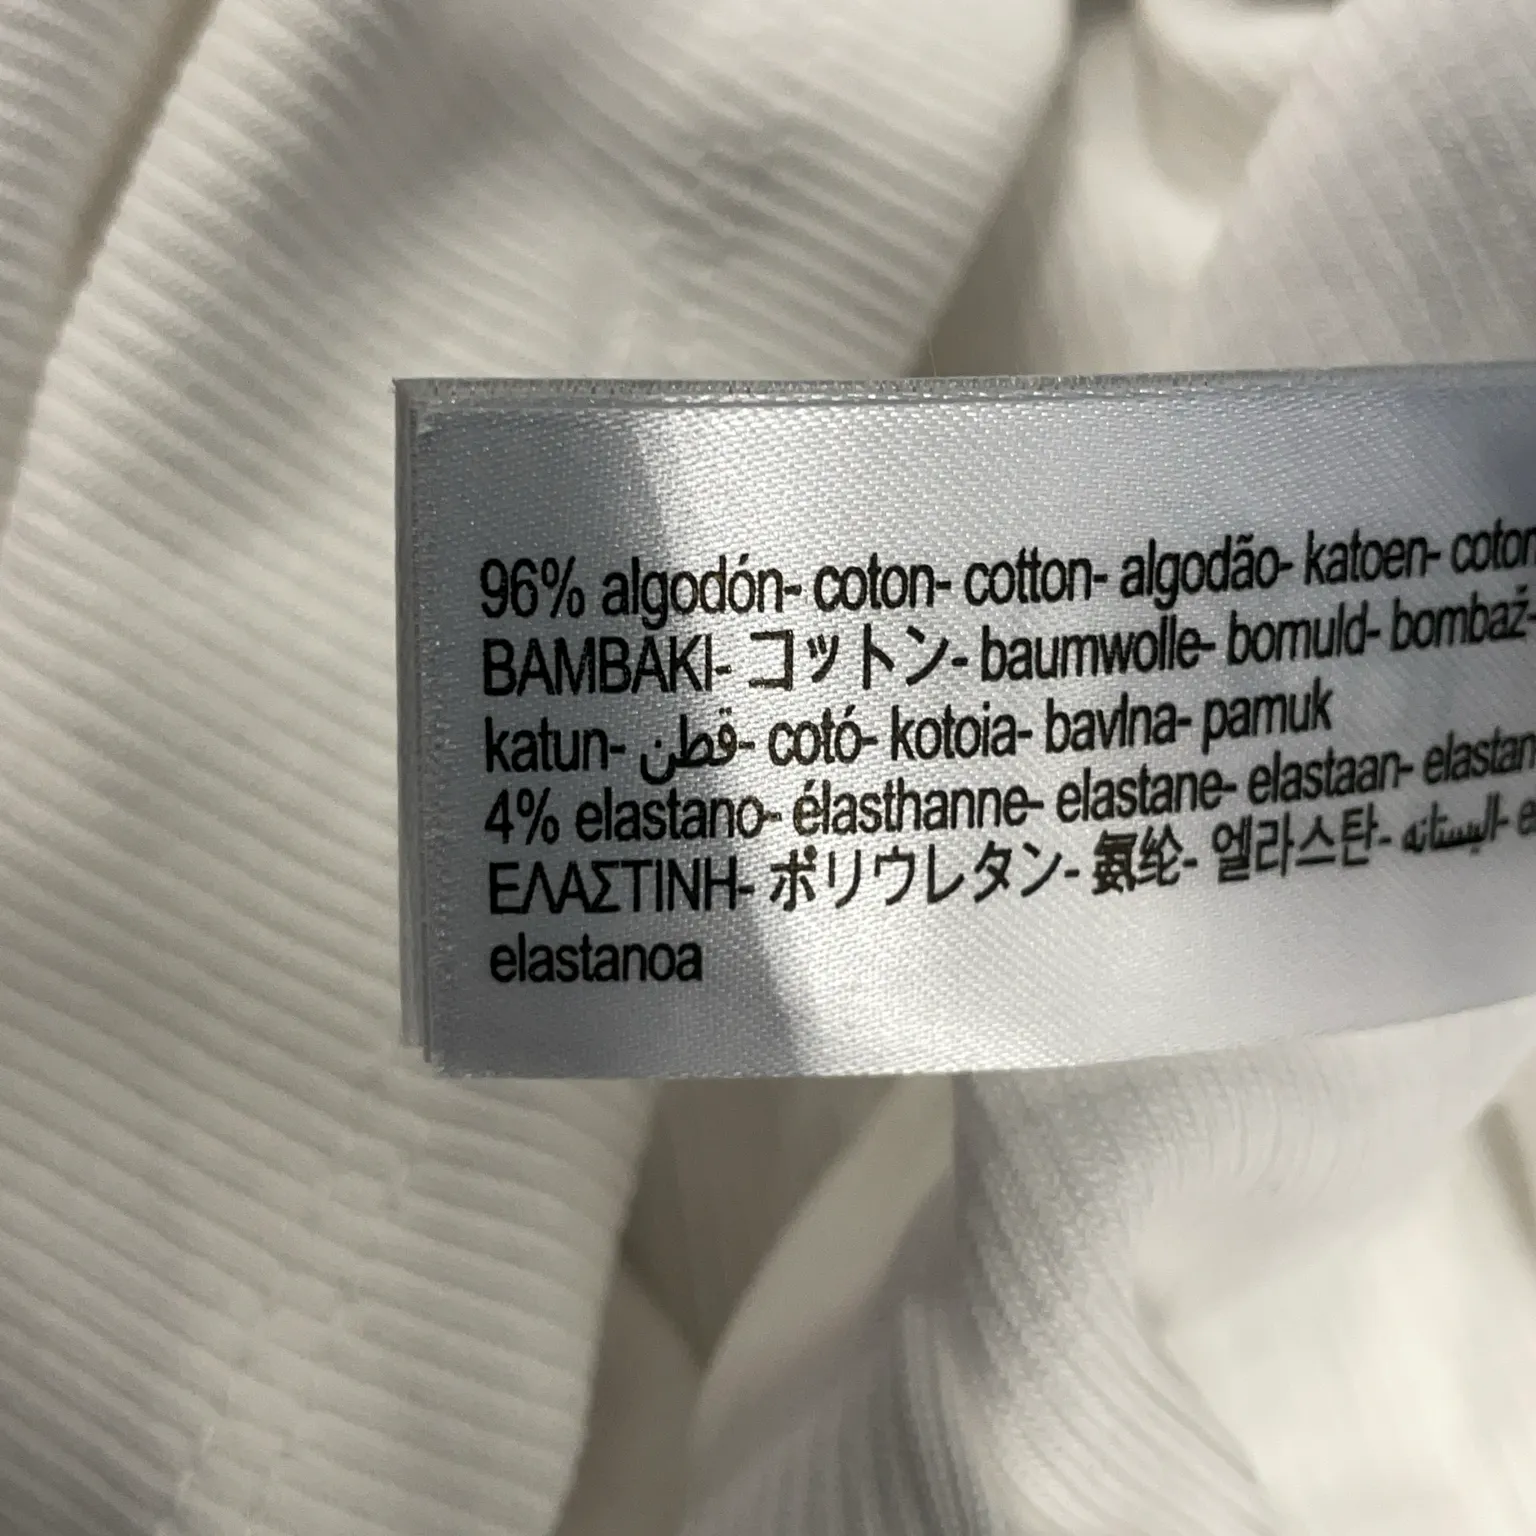 96% algodón- coton- cotton- algodão- katoen- coton
BAMBAKI- コットン- baumwolle- bomuld- bombaž-
katun- قطن- cotó- kotoia- bavlna- pamuk
4% elastano- élasthanne- elastane- elastaan- elastan
ΕΛΑΣΤΙΝΗ- ポリウレタン- 氨纶- 엘라스탄- اليستانه- e
elastanoa